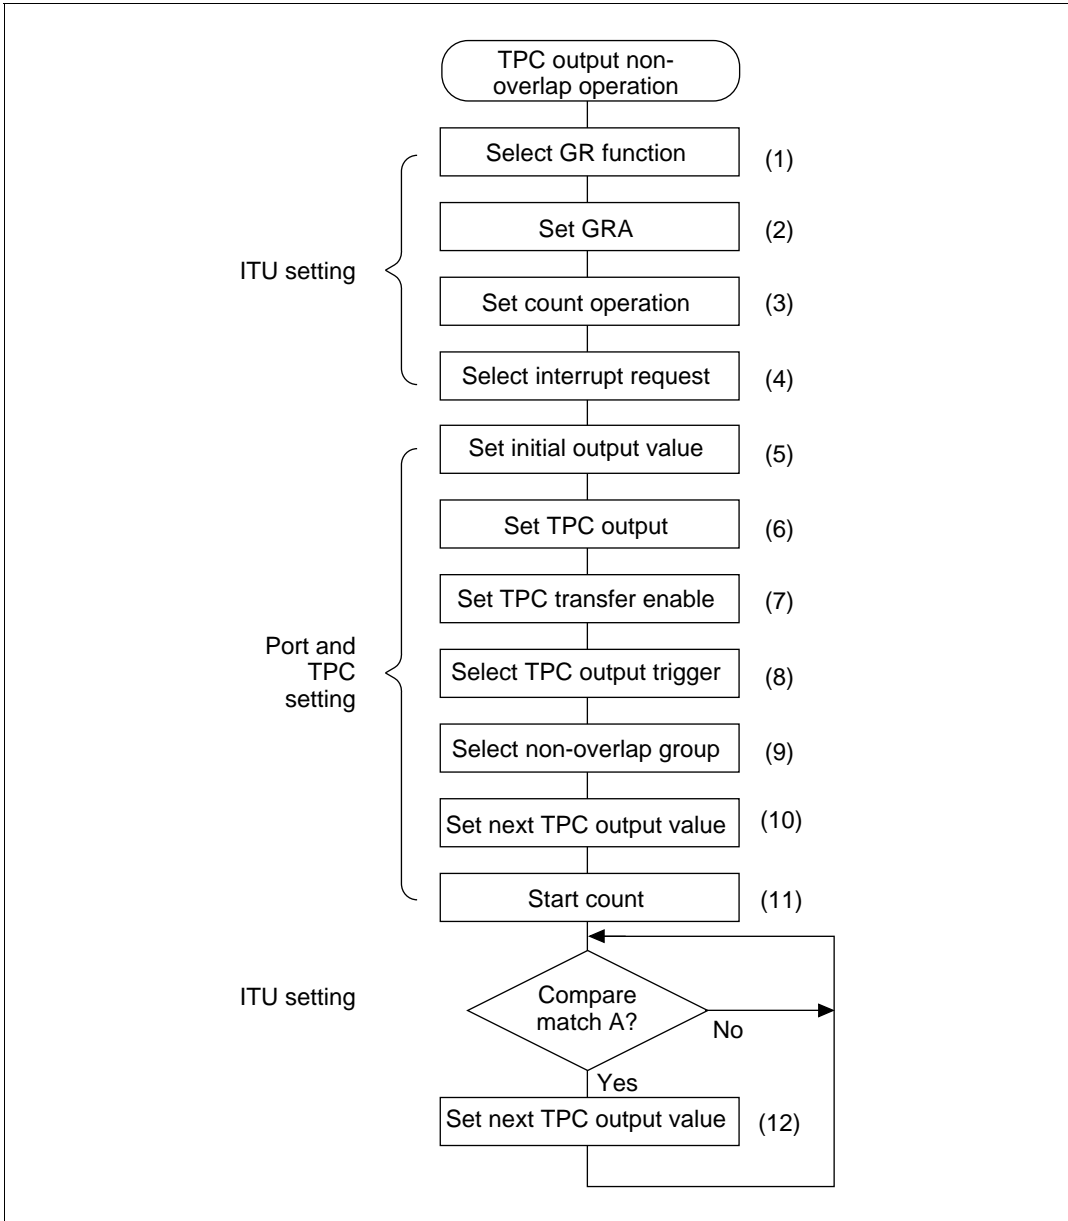 TPC output non-
overlap operation
Select GR function
(1)
Set GRA
(2)
ITU setting
Set count operation
(3)
Select interrupt request
(4)
Set initial output value
(5)
Set TPC output
(6)
Set TPC transfer enable
(7)
Port and
TPC
setting
Select TPC output trigger
(8)
Select non-overlap group
(9)
Set next TPC output value
(10)
Start count
(11)
ITU setting
Compare
match A?
No
Yes
Set next TPC output value
(12)